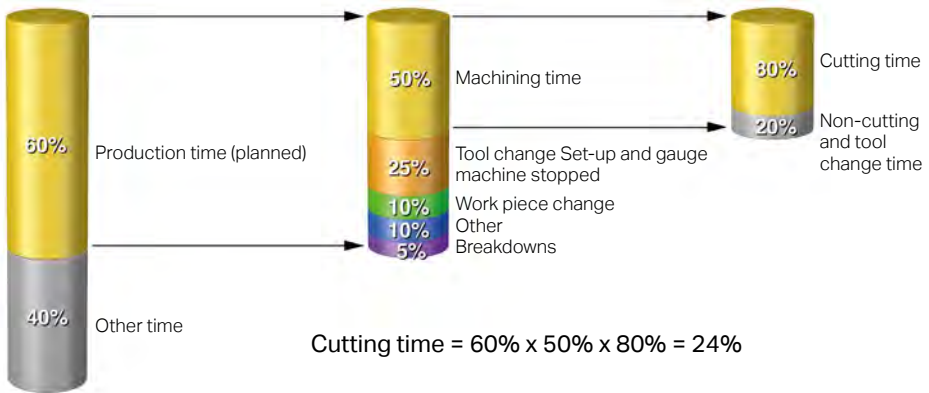 60%
Production time (planned)
40%
Other time
50%
Machining time
25%
Tool change Set-up and gauge
machine stopped
10%
Work piece change
10%
Other
5%
Breakdowns
80%
Cutting time
20%
Non-cutting
and tool
change time
Cutting time = 60% x 50% x 80% = 24%